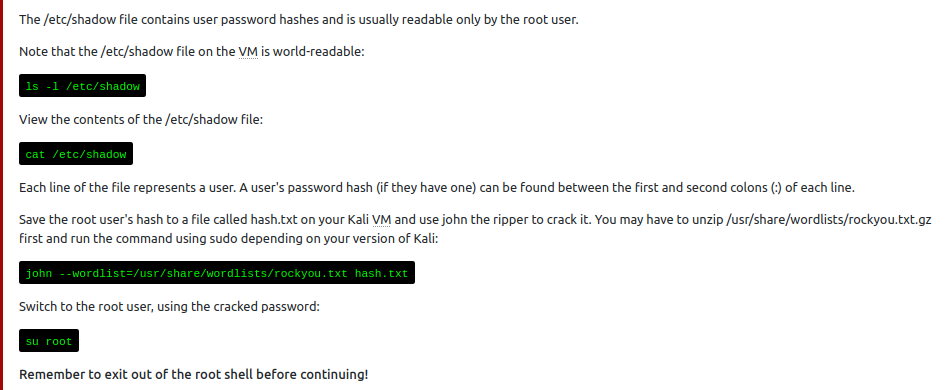 The /etc/shadow file contains user password hashes and is usually readable only by the root user.
Note that the /etc/shadow file on the VM is world-readable:
ls -l /etc/shadow
View the contents of the /etc/shadow file:
cat /etc/shadow
Each line of the file represents a user. A user's password hash (if they have one) can be found between the first and second colons (:) of each line.
Save the root user's hash to a file called hash.txt on your Kali VM and use john the ripper to crack it. You may have to unzip /usr/share/wordlists/rockyou.txt.gz
first and run the command using sudo depending on your version of Kali:
john --wordlist=/usr/share/wordlists/rockyou.txt hash.txt
Switch to the root user, using the cracked password:
su root
Remember to exit out of the root shell before continuing!